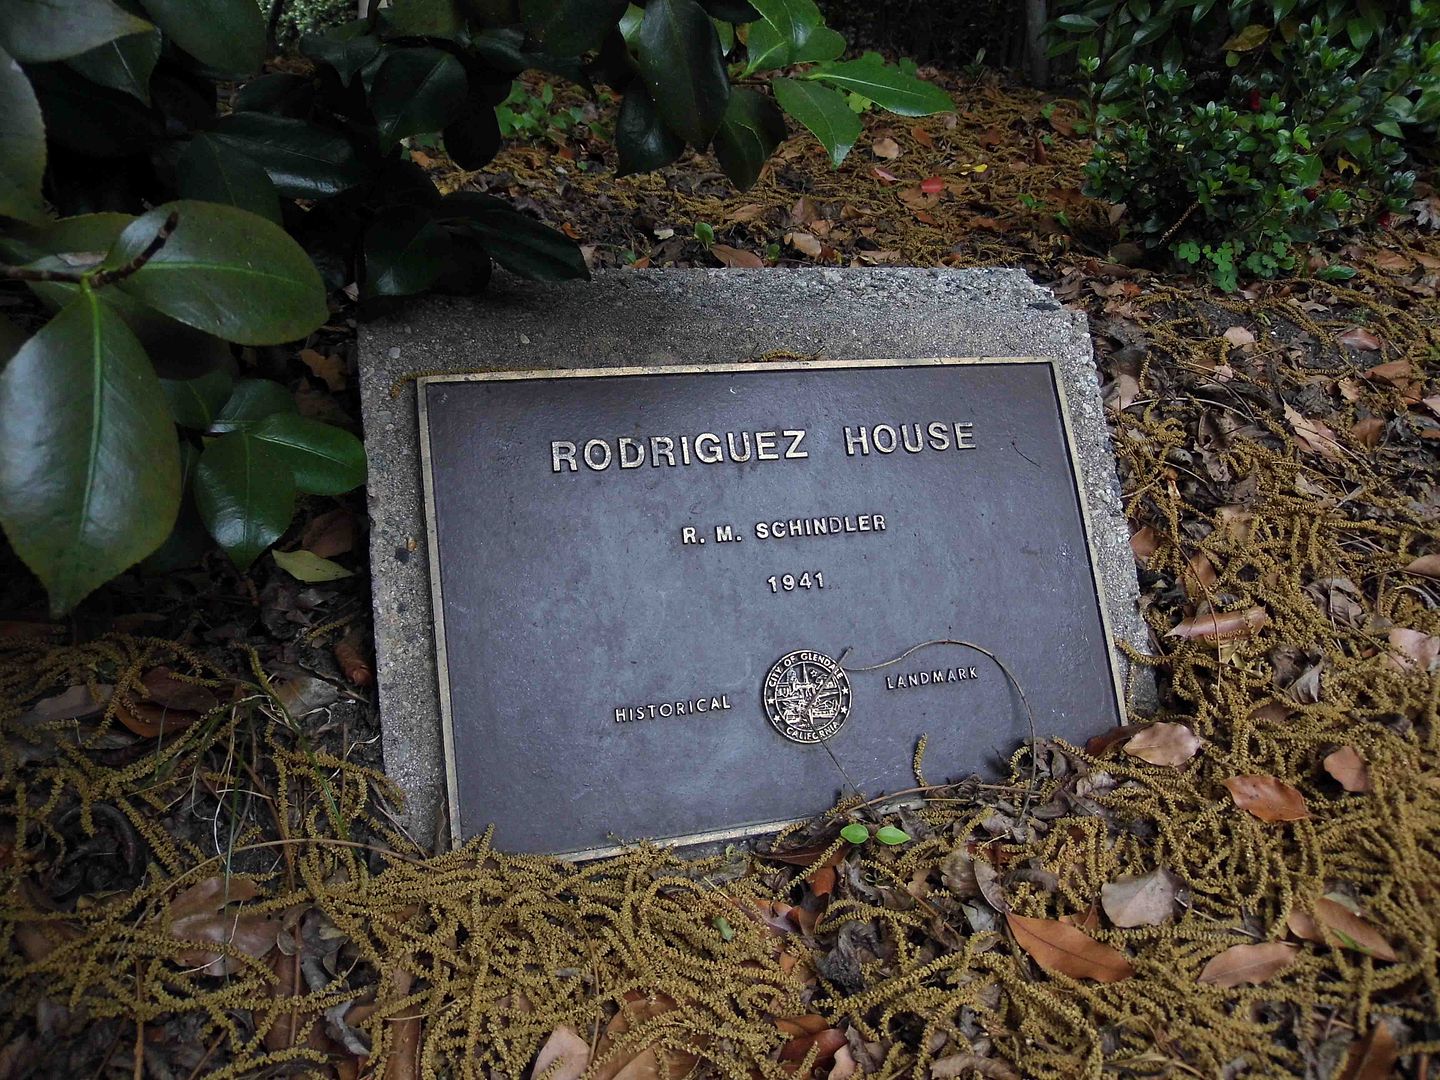 RODRIGUEZ HOUSE
R. M. SCHINDLER
1941
HISTORICAL
CITY OF GLENDALE
CALIFORNIA
LANDMARK